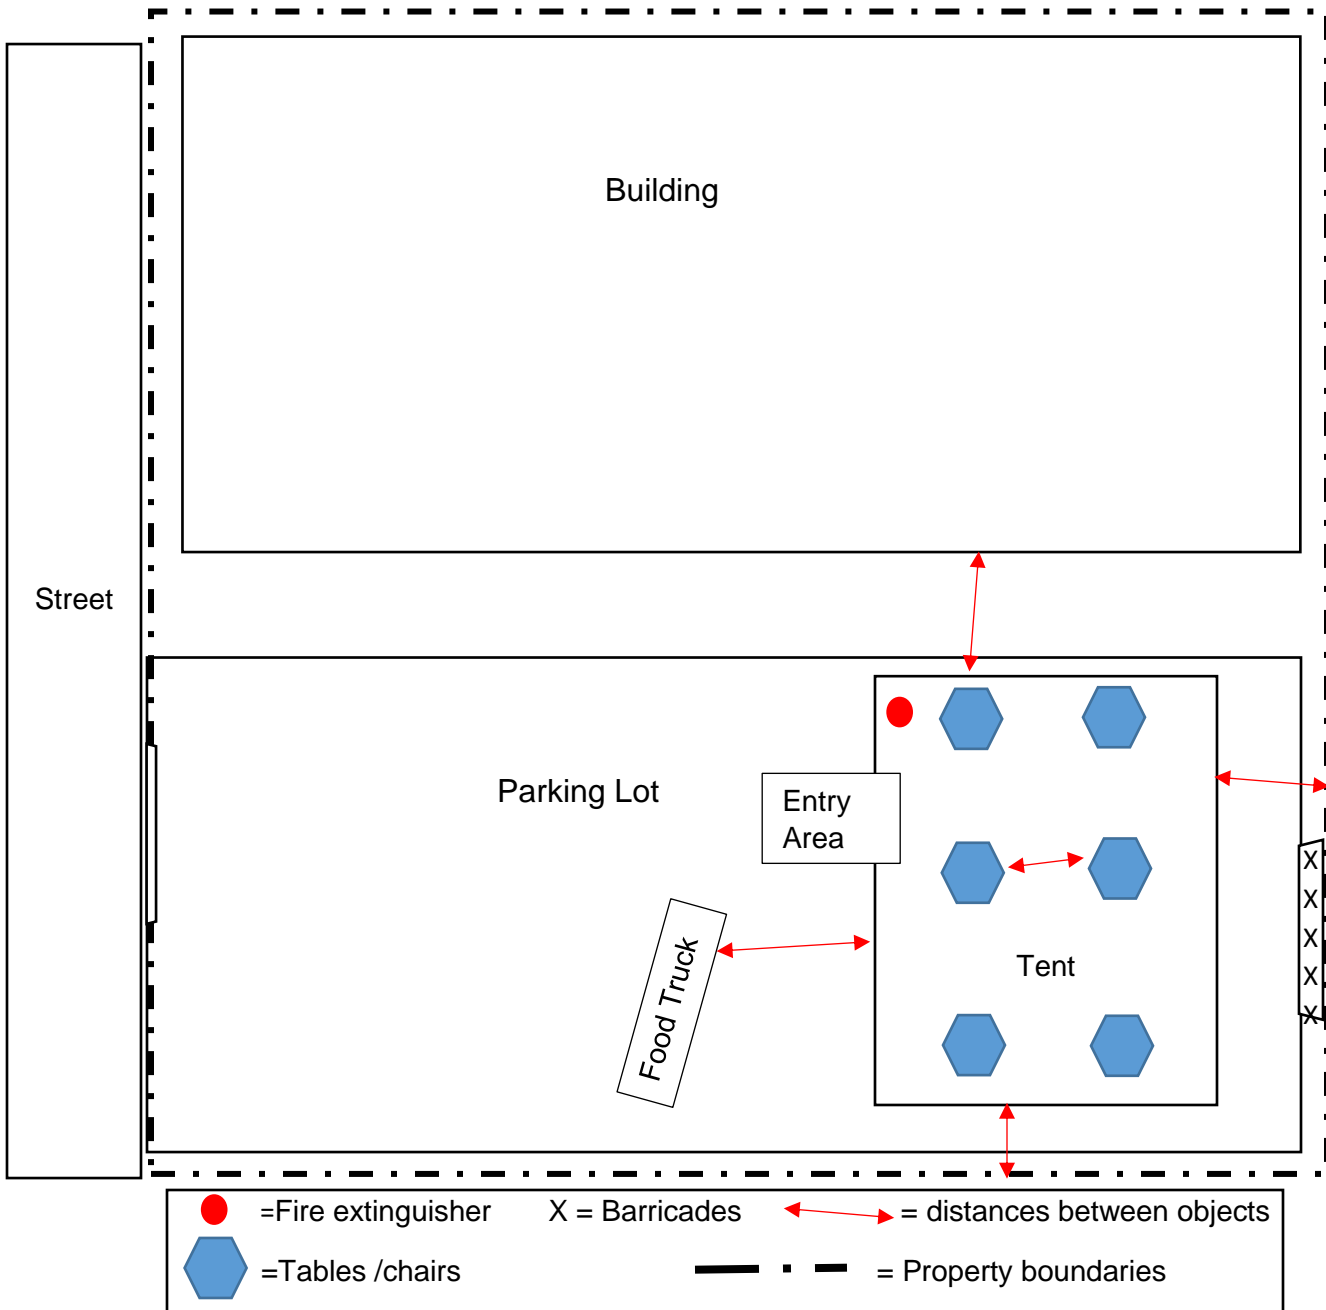 Building
Street
Parking Lot
Entry
Area
Food Truck
Tent
X
X
X
X
X
=Fire extinguisher
X = Barricades
= distances between objects
=Tables /chairs
= Property boundaries